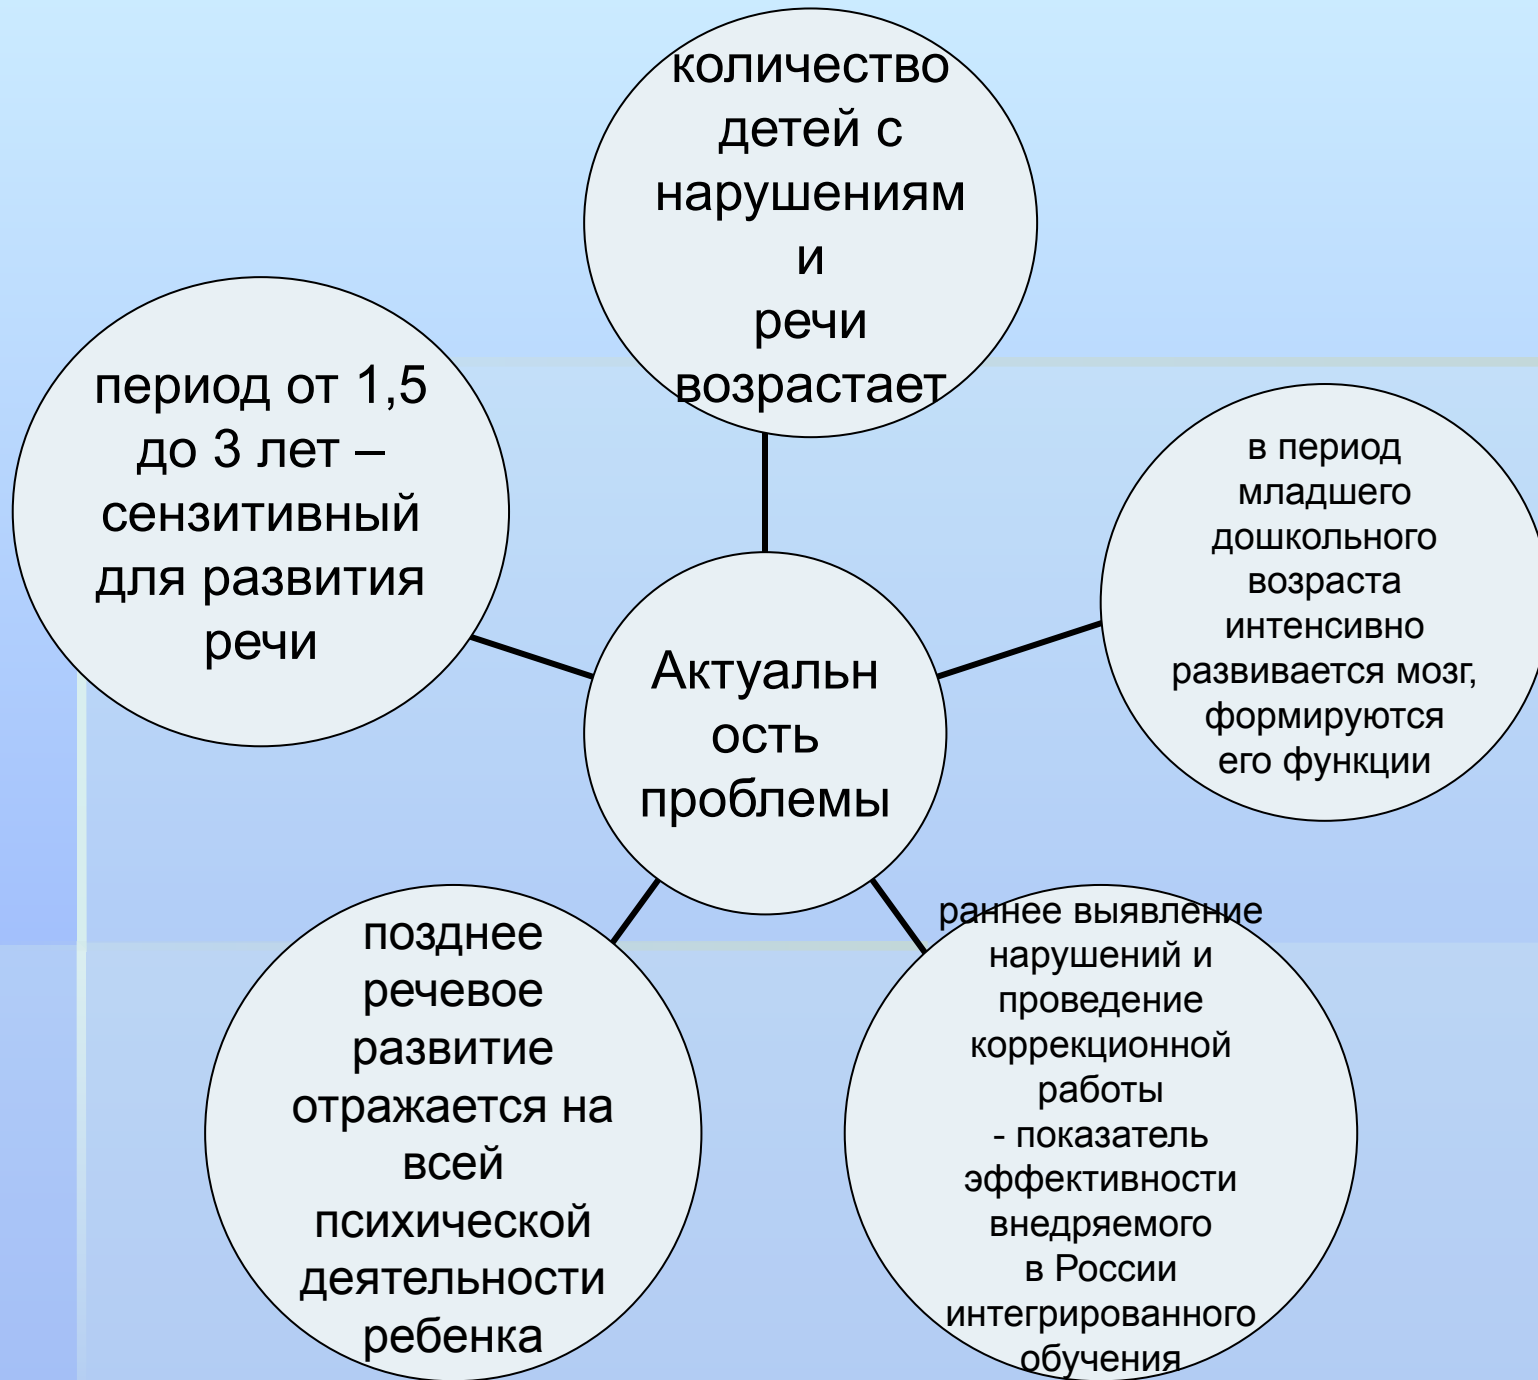 количество
детей с
нарушениям
и
речи
возрастает
период от 1,5
до 3 лет –
сензитивный
для развития
речи
в период
младшего
дошкольного
возраста
интенсивно
развивается мозг,
формируются
его функции
Актуальн
ость
проблемы
позднее
речевое
развитие
отражается на
всей
психической
деятельности
ребенка
раннее выявление
нарушений и
проведение
коррекционной
работы
- показатель
эффективности
внедряемого
в России
интегрированного
обучения